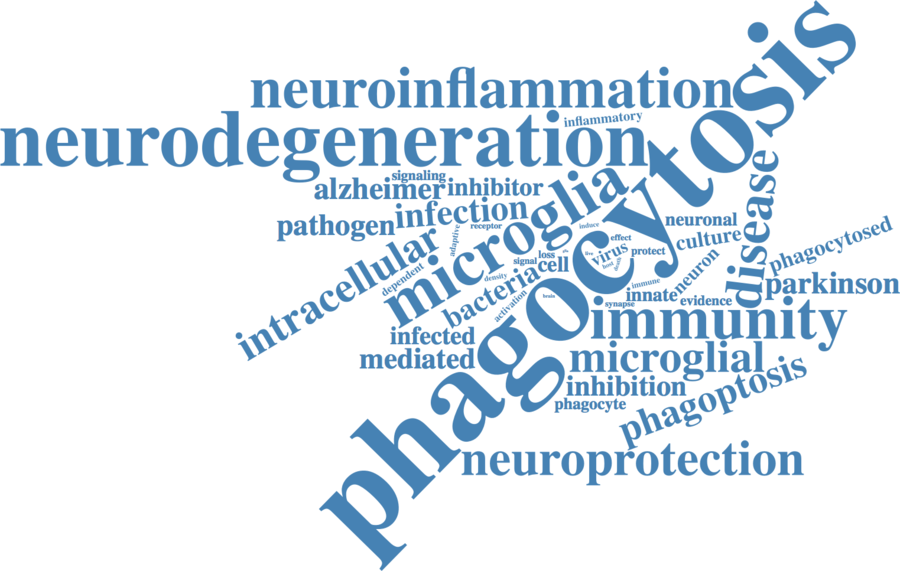 phagocytosis
neuroinflammation
neurodegeneration
inflammatory
signaling
alzheimer
inhibitor
microglia
disease
pathogen
infection
receptor
induce
neuronal
adaptive
effect
culture
phagocytosed
intracellular
loss
virus
protect
signal
cell
dependent
density
neuron
bacteria
immune
parkinson
activation
brain
innate
evidence
synapse
immunity
infected
mediated
microglial
inhibition
phagoptosis
phagocyte
neuroprotection